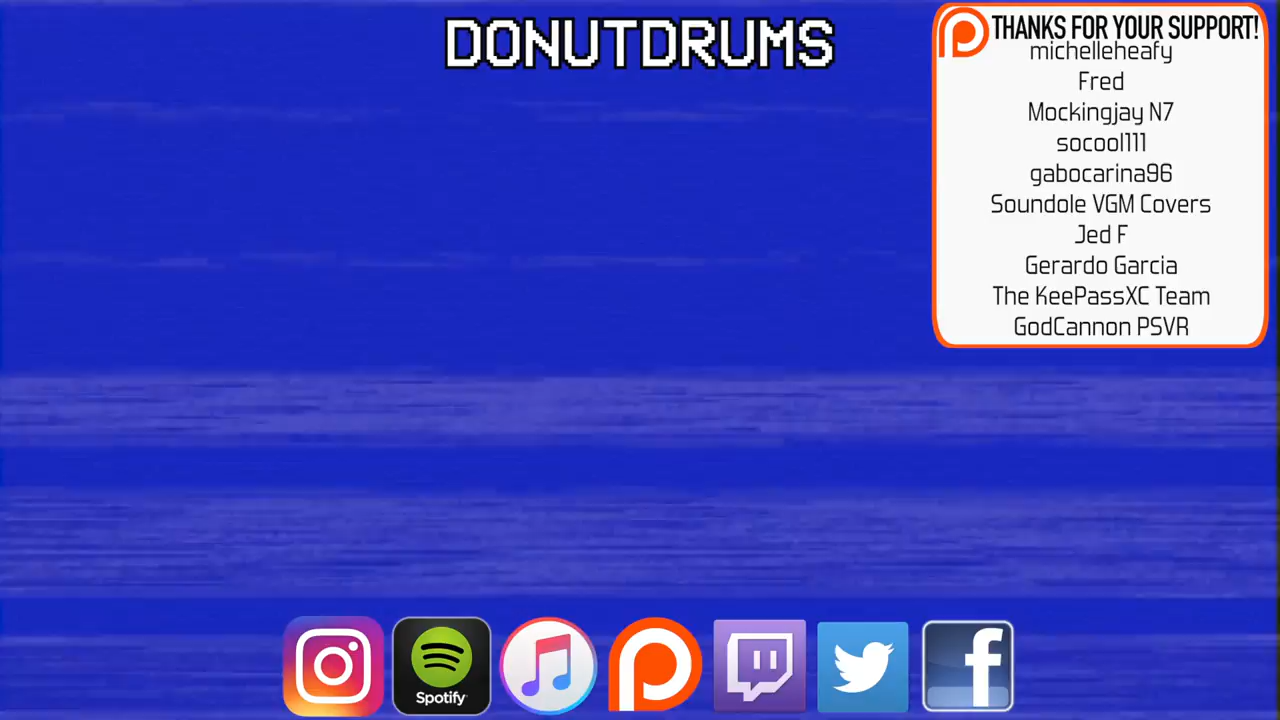 DONUTDRUMS
THANKS FOR YOUR SUPPORT!
michelleheafy
Fred
Mockingjay N7
socool111
gabocarina96
Soundole VGM Covers
Jed F
Gerardo Garcia
The KeePassXC Team
GodCannon PSVR
Spotify